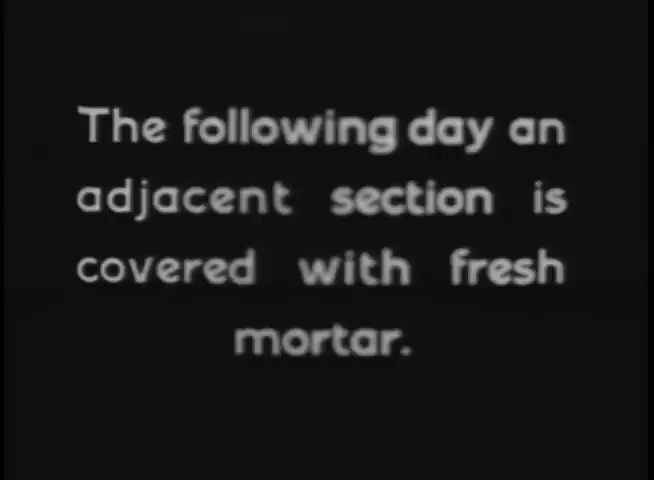 The following day an
adjacent section is
covered with fresh
mortar.